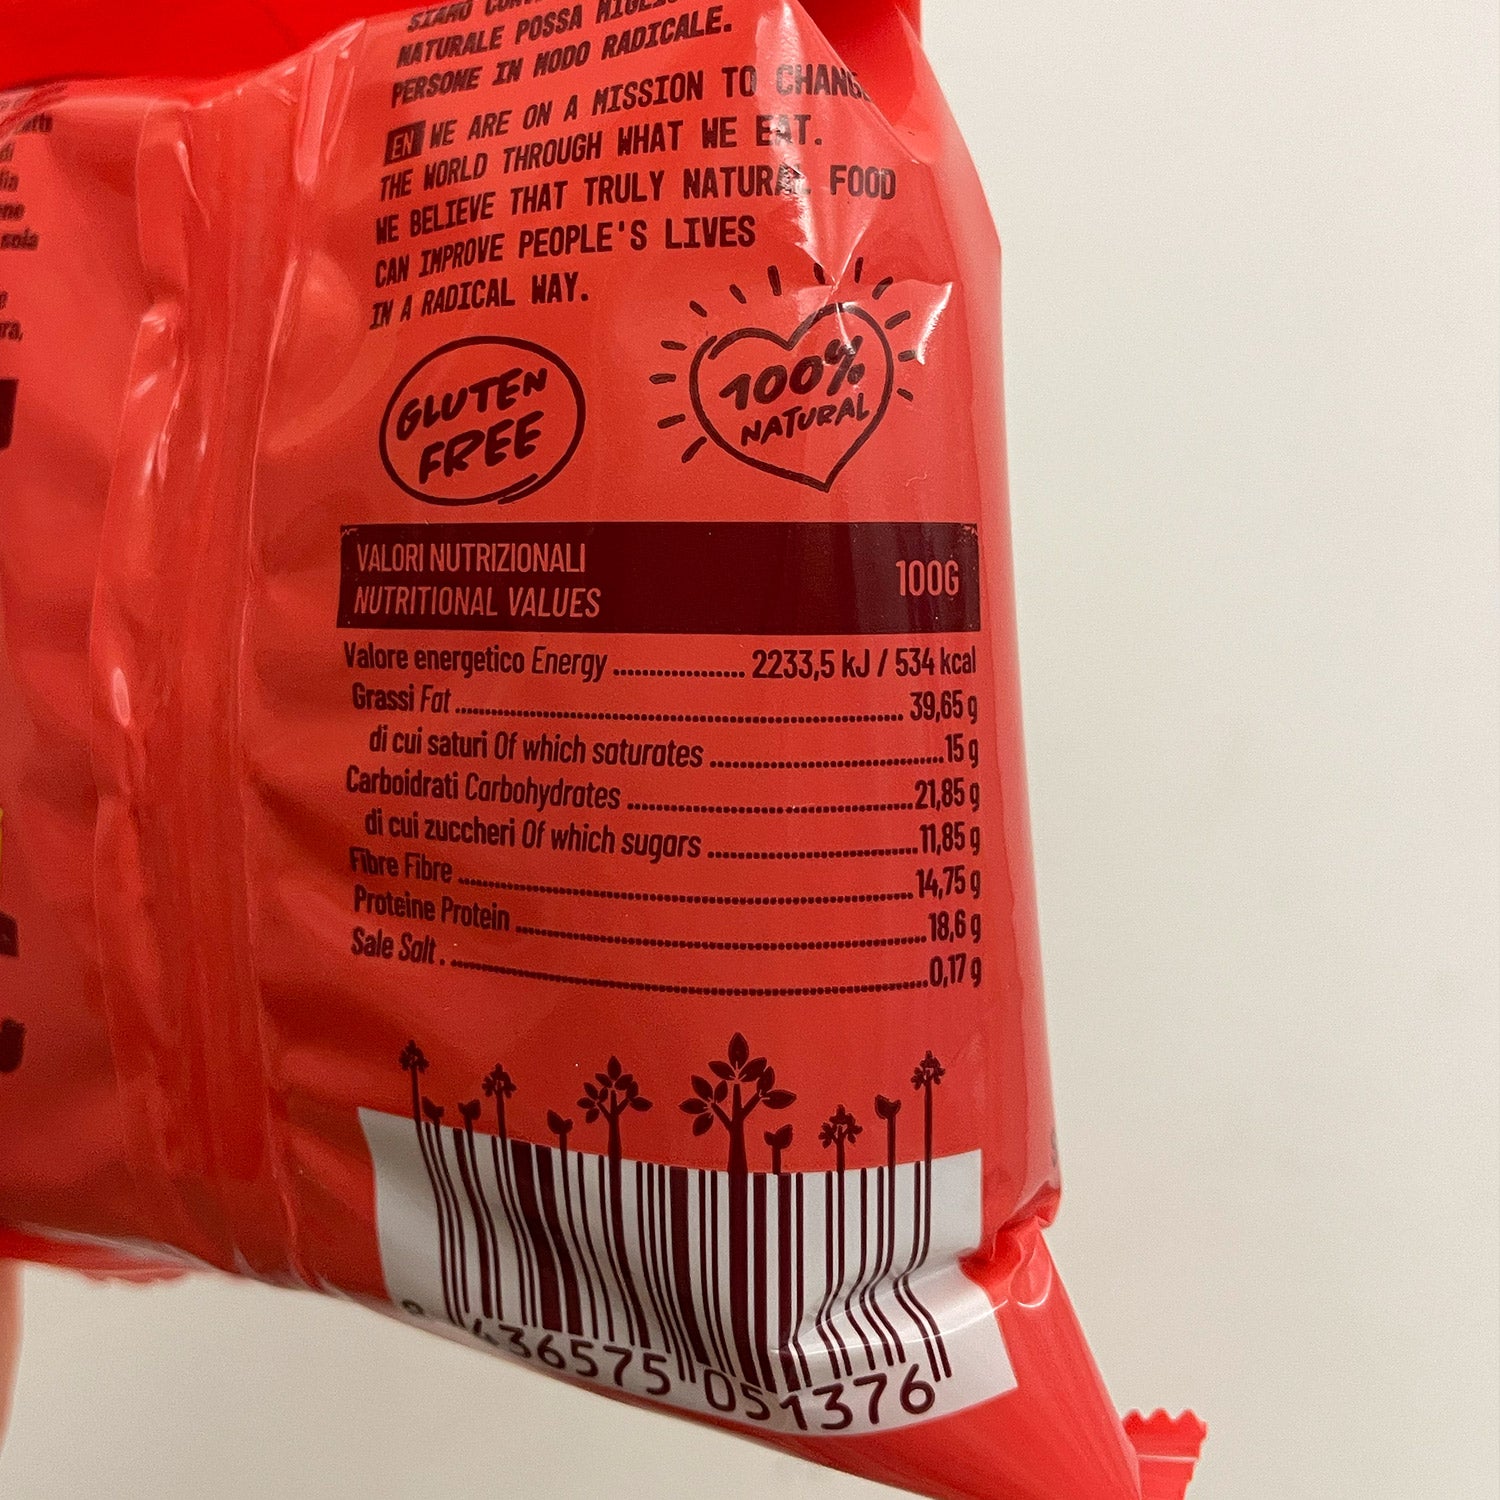 SIAMO
NATURALE POSSA
PERSONE IN MODO RADICALE.
EN WE ARE ON A MISSION TO CHANGE
THE WORLD THROUGH WHAT WE EAT.
WE BELIEVE THAT TRULY NATURAL FOOD
CAN IMPROVE PEOPLE'S LIVES
IN A RADICAL WAY.
GLUTEN
FREE
100%
NATURAL
VALORI NUTRIZIONALI
NUTRITIONAL VALUES 100G
Valore energetico Energy 2233,5 kJ / 534 kcal
Grassi Fat 39,65 g
di cui saturi Of which saturates 15 g
Carboidrati Carbohydrates 21,85 g
di cui zuccheri Of which sugars 11,85 g
Fibre Fibre 14,75 g
Proteine Protein 18,6 g
Sale Salt 0,17 g
8 436575 051376